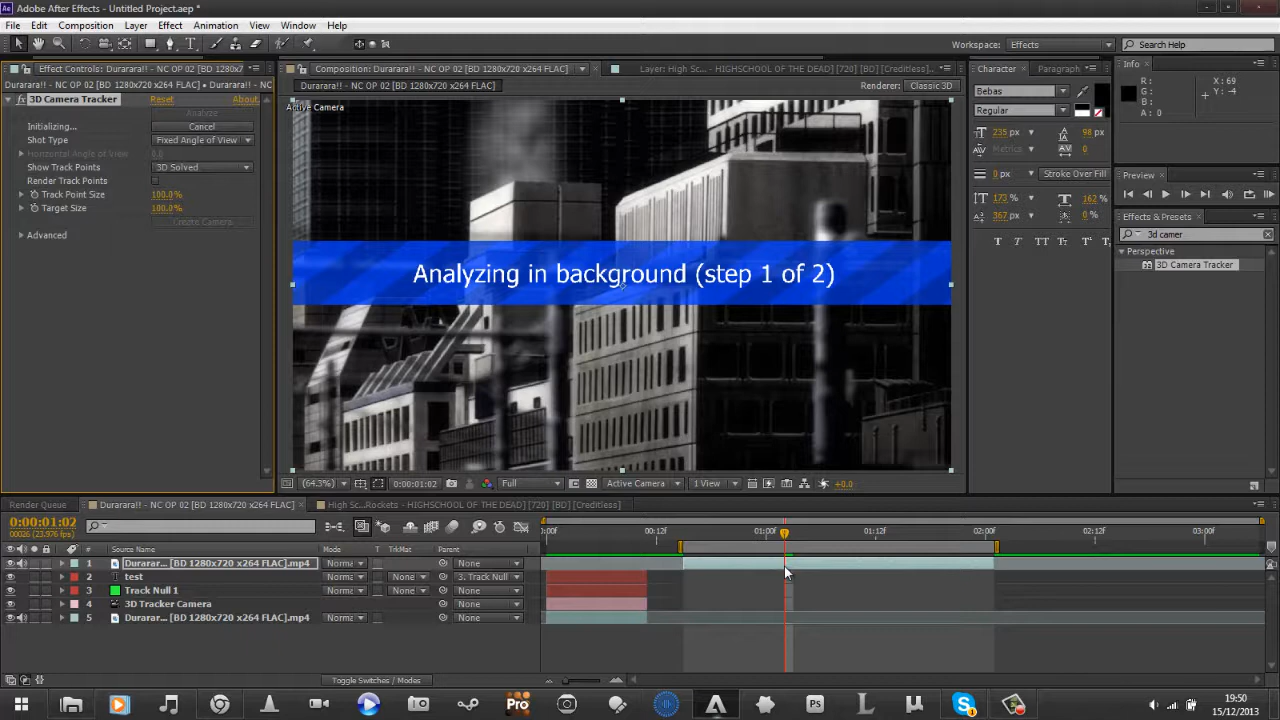 Adobe After Effects - Untitled Project.aep *
File Edit Composition Layer Effect Animation View Window Help
Workspace: Effects
Search Help
Effect Controls: Durarara!! - NC OP 02 [BD 1280x7
Composition: Durarara!! - NC OP 02 [BD 1280x720 x264 FLAC]
Layer: High Sc... - HIGHSCHOOL OF THE DEAD] [720] [BD] [Creditless]...
Character
Paragraph
Info
Durarara!! - NC OP 02 [BD 1280x720 x264 FLAC] • Durarara!! - NC
Durarara!! - NC OP 02 [BD 1280x720 x264 FLAC]
Renderer: Classic 3D
Active Camera
fx 3D Camera Tracker Reset About...
Analyze
Initializing... Cancel
Shot Type Fixed Angle of View
Horizontal Angle of View 0.0
Show Track Points 3D Solved
Render Track Points
Track Point Size 100.0%
Target Size 100.0%
Create Camera
Advanced
Analyzing in background (step 1 of 2)
Bebas
Regular
235 px 98 px
Metrics 0
0 px Stroke Over Fill
173 % 162 %
367 px 0 %
T T TT Tт T¹
R:
G:
B:
A: 0
X: 69
Y: -4
Preview
Effects & Presets
3d camer
Perspective
3D Camera Tracker
(64.3%) 0:00:01:02 Full Active Camera 1 View +0.0
Render Queue
Durarara!! - NC OP 02 [BD 1280x720 x264 FLAC]
High Sc...Rockets - HIGHSCHOOL OF THE DEAD] [720] [BD] [Creditless]
0:00:01:02
00026 (23.976 fps)
:00f 00:12f 01:00f 01:12f 02:00f 02:12f 03:00f
# Source Name Mode T TrkMat Parent
1 Durarar... [BD 1280x720 x264 FLAC].mp4 Norma None
2 T test Norma None 3. Track Null
3 Track Null 1 Norma None None
4 3D Tracker Camera None
5 Durarar... [BD 1280x720 x264 FLAC].mp4 Norma None None
Toggle Switches / Modes
Pro
PS
19:50
15/12/2013